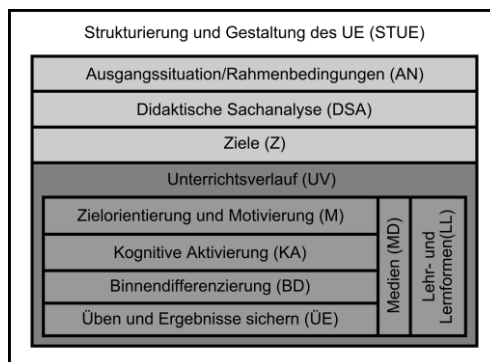 Strukturierung und Gestaltung des UE (STUE)
Ausgangssituation/Rahmenbedingungen (AN)
Didaktische Sachanalyse (DSA)
Ziele (Z)
Unterrichtsverlauf (UV)
Zielorientierung und Motivierung (M)
Kognitive Aktivierung (KA)
Binnendifferenzierung (BD)
Üben und Ergebnisse sichern (ÜE)
Medien (MD)
Lehr- und
Lernformen(LL)